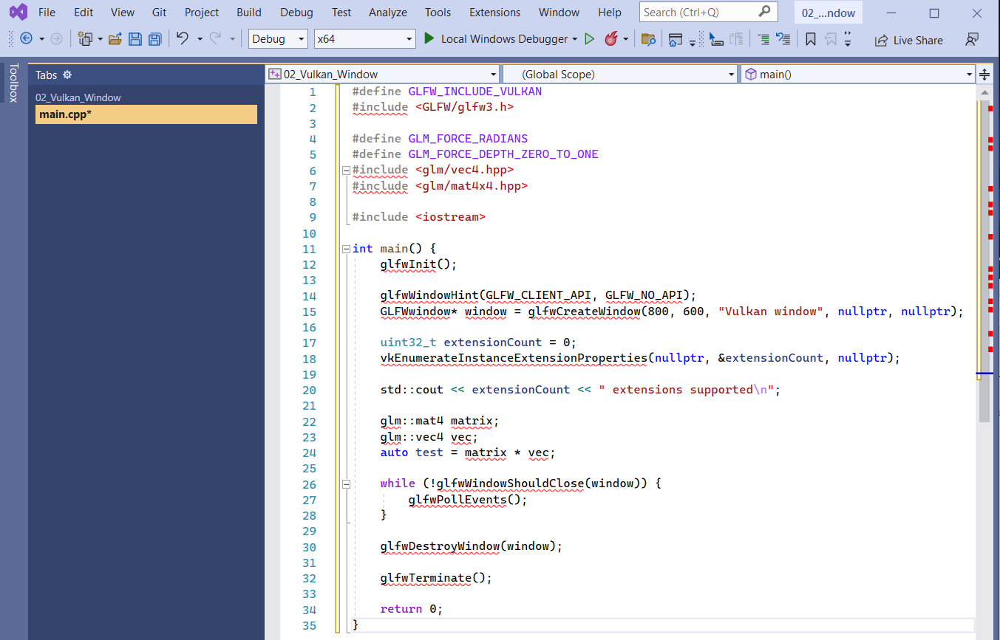 File Edit View Git Project Build Debug Test Analyze Tools Extensions Window Help Search (Ctrl+Q) 02_...ndow
Debug x64 Local Windows Debugger Live Share
Toolbox
Tabs
02_Vulkan_Window
main.cpp*
02_Vulkan_Window (Global Scope) main()
1 #define GLFW_INCLUDE_VULKAN
2 #include <GLFW/glfw3.h>
3
4 #define GLM_FORCE_RADIANS
5 #define GLM_FORCE_DEPTH_ZERO_TO_ONE
6 #include <glm/vec4.hpp>
7 #include <glm/mat4x4.hpp>
8
9 #include <iostream>
10
11 int main() {
12     glfwInit();
13
14     glfwWindowHint(GLFW_CLIENT_API, GLFW_NO_API);
15     GLFWwindow* window = glfwCreateWindow(800, 600, "Vulkan window", nullptr, nullptr);
16
17     uint32_t extensionCount = 0;
18     vkEnumerateInstanceExtensionProperties(nullptr, &extensionCount, nullptr);
19
20     std::cout << extensionCount << " extensions supported\n";
21
22     glm::mat4 matrix;
23     glm::vec4 vec;
24     auto test = matrix * vec;
25
26     while (!glfwWindowShouldClose(window)) {
27         glfwPollEvents();
28     }
29
30     glfwDestroyWindow(window);
31
32     glfwTerminate();
33
34     return 0;
35 }